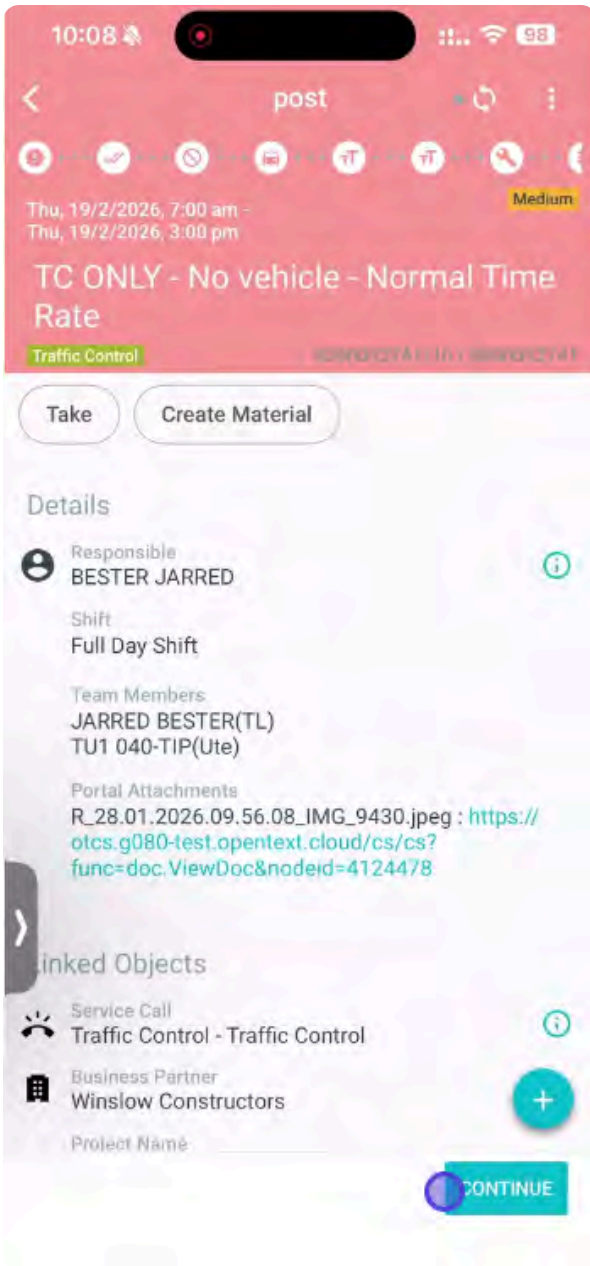 10:08
98
post
Medium
Thu, 19/2/2026, 7:00 am -
Thu, 19/2/2026, 3:00 pm
TC ONLY - No vehicle - Normal Time
Rate
Traffic Control
Take
Create Material
Details
Responsible
BESTER JARRED
Shift
Full Day Shift
Team Members
JARRED BESTER(TL)
TU1 040-TIP(Ute)
Portal Attachments
R_28.01.2026.09.56.08_IMG_9430.jpeg : https://
otcs.g080-test.opentext.cloud/cs/cs?
func=doc.ViewDoc&nodeid=4124478
inked Objects
Service Call
Traffic Control - Traffic Control
Business Partner
Winslow Constructors
Project Name
CONTINUE